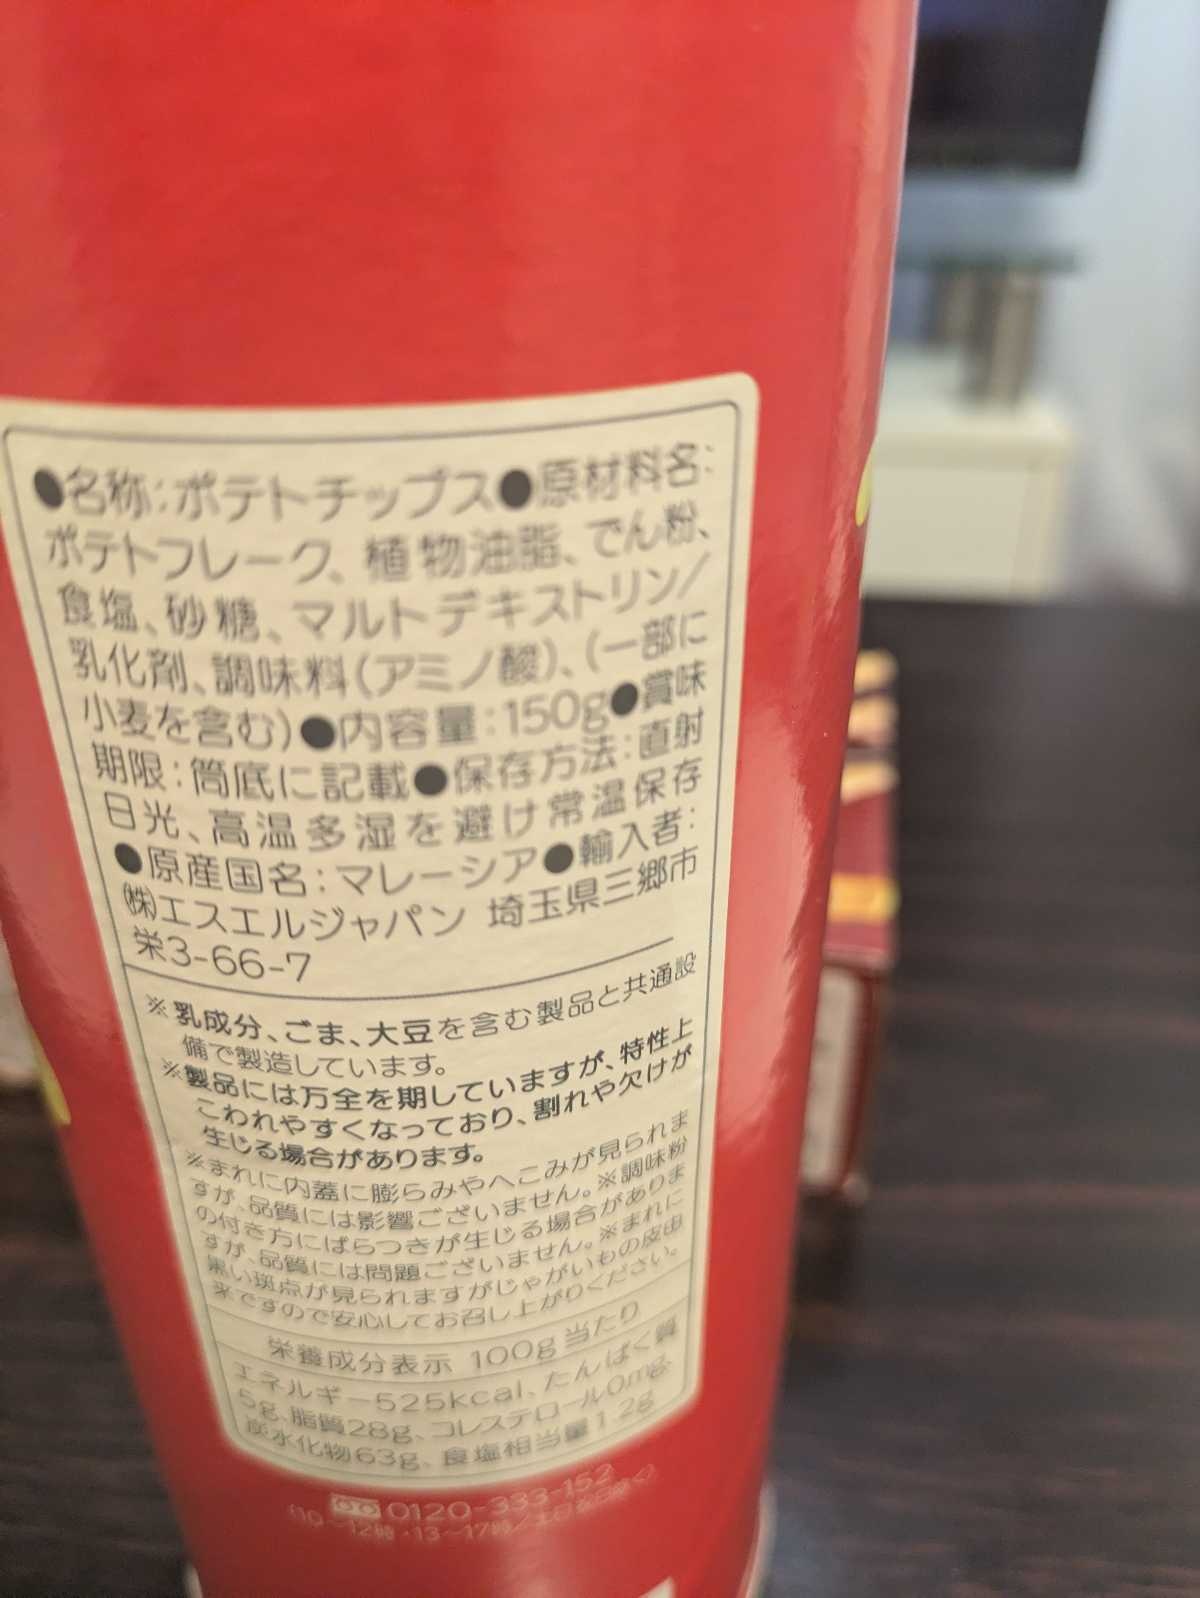 ●名称:ポテトチップス●原材料名:
ポテトフレーク、植物油脂、でん粉、
食塩、砂糖、マルトデキストリン/
乳化剤、調味料(アミノ酸)、(一部に
小麦を含む)●内容量:150g●賞味
期限:筒底に記載●保存方法:直射
日光、高温多湿を避け常温保存
●原産国名:マレーシア●輸入者:
㈱エスエルジャパン 埼玉県三郷市
栄3-66-7
※乳成分、ごま、大豆を含む製品と共通設
備で製造しています。
※製品には万全を期していますが、特性上
こわれやすくなっており、割れや欠けが
生じる場合があります。
※まれに内蓋に膨らみやへこみが見られま
すが、品質には影響ございません。※調味粉
の付き方にばらつきが生じる場合がありま
すが、品質には問題ございません。※まれに
黒い斑点が見られますがじゃがいもの皮由
来ですので安心してお召し上がりください。
栄養成分表示 100g当たり
エネルギー525kcal、たんぱく質
5g、脂質28g、コレステロール0mg、
炭水化物63g、食塩相当量1.2g
0120-333-152
(10~12時・13~17時/土日祝日除く)